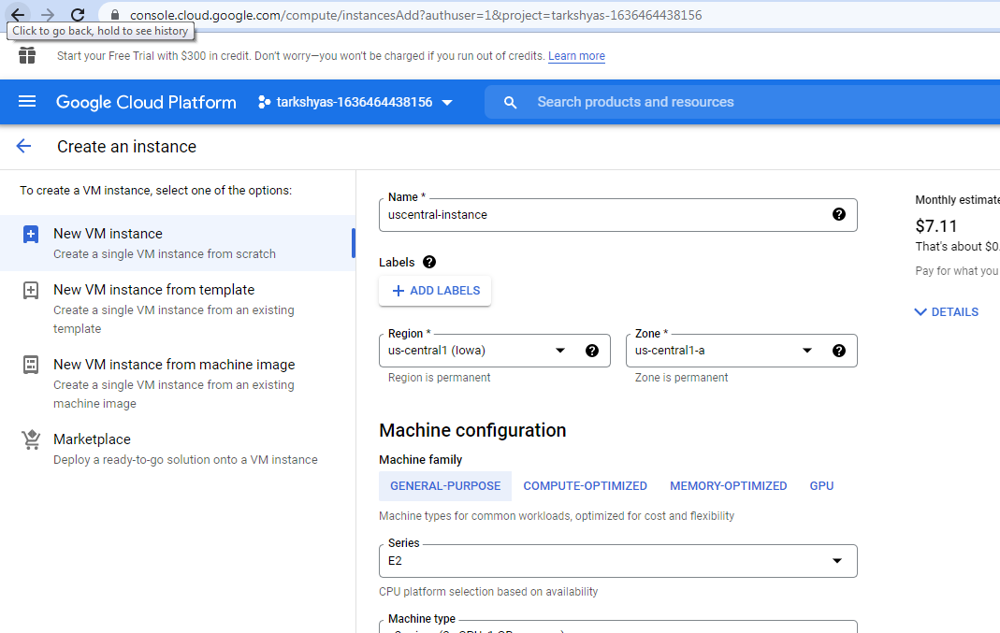 console.cloud.google.com/compute/instancesAdd?authuser=1&project=tarkshyas-1636464438156
Click to go back, hold to see history
Start your Free Trial with $300 in credit. Don't worry—you won't be charged if you run out of credits. Learn more
Google Cloud Platform
tarkshyas-1636464438156
Search products and resources
Create an instance
To create a VM instance, select one of the options:
New VM instance
Create a single VM instance from scratch
New VM instance from template
Create a single VM instance from an existing
template
New VM instance from machine image
Create a single VM instance from an existing
machine image
Marketplace
Deploy a ready-to-go solution onto a VM instance
Name *
uscentral-instance
Labels
ADD LABELS
Region *
us-central1 (Iowa)
Region is permanent
Zone *
us-central1-a
Zone is permanent
Machine configuration
Machine family
GENERAL-PURPOSE
COMPUTE-OPTIMIZED
MEMORY-OPTIMIZED
GPU
Machine types for common workloads, optimized for cost and flexibility
Series
E2
CPU platform selection based on availability
Machine type
Monthly estimate
$7.11
That's about $0.
Pay for what you
DETAILS